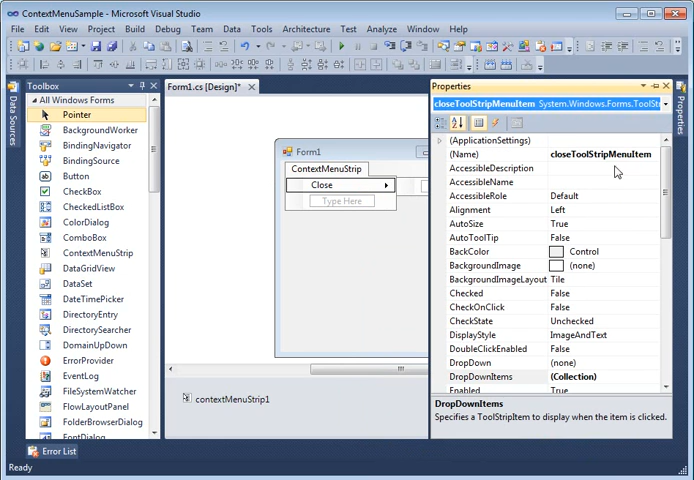 ContextMenuSample - Microsoft Visual Studio
File Edit View Project Build Debug Team Data Tools Architecture Test Analyze Window Help
Data Sources
Toolbox
All Windows Forms
Pointer
BackgroundWorker
BindingNavigator
BindingSource
Button
CheckBox
CheckedListBox
ColorDialog
ComboBox
ContextMenuStrip
DataGridView
DataSet
DateTimePicker
DirectoryEntry
DirectorySearcher
DomainUpDown
ErrorProvider
EventLog
FileSystemWatcher
FlowLayoutPanel
FolderBrowserDialog
FontDialog
Form1.cs [Design]*
Form1
ContextMenuStrip
Close
Type Here
contextMenuStrip1
Properties
closeToolStripMenuItem System.Windows.Forms.ToolStr
(ApplicationSettings)
(Name) closeToolStripMenuItem
AccessibleDescription
AccessibleName
AccessibleRole Default
Alignment Left
AutoSize True
AutoToolTip False
BackColor Control
BackgroundImage (none)
BackgroundImageLayout Tile
Checked False
CheckOnClick False
CheckState Unchecked
DisplayStyle ImageAndText
DoubleClickEnabled False
DropDown (none)
DropDownItems (Collection)
Enabled True
DropDownItems
Specifies a ToolStripItem to display when the item is clicked.
Error List
Ready